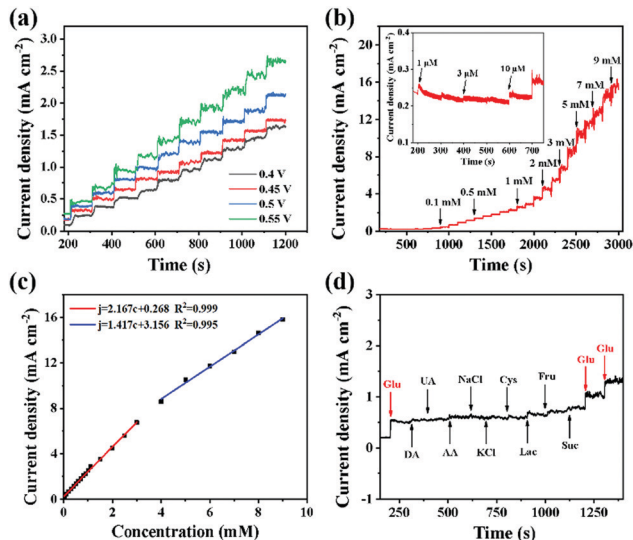 (a)
Current density (mA cm⁻²)
3.0
2.5
2.0
1.5
1.0
0.5
0.0
0.4 V
0.45 V
0.5 V
0.55 V
200 400 600 800 1000 1200
Time (s)
(b)
Current density (mA cm⁻²)
20
16
12
8
4
0
Current density (mA cm⁻²)
0.4
0.3
0.2
0.1
0.0
1 μM
3 μM
10 μM
200 300 400 500 600 700
Time (s)
0.1 mM
0.5 mM
1 mM
2 mM
3 mM
5 mM
7 mM
9 mM
500 1000 1500 2000 2500 3000
Time (s)
(c)
Current density (mA cm⁻²)
16
12
8
4
0
j=2.167c+0.268 R²=0.999
j=1.417c+3.156 R²=0.995
0 2 4 6 8 10
Concentration (mM)
(d)
Current density (mA cm⁻²)
3
2
1
0
-1
Glu
DA
UA
AA
NaCl
KCl
Cys
Lac
Fru
Suc
Glu
Glu
250 500 750 1000 1250
Time (s)